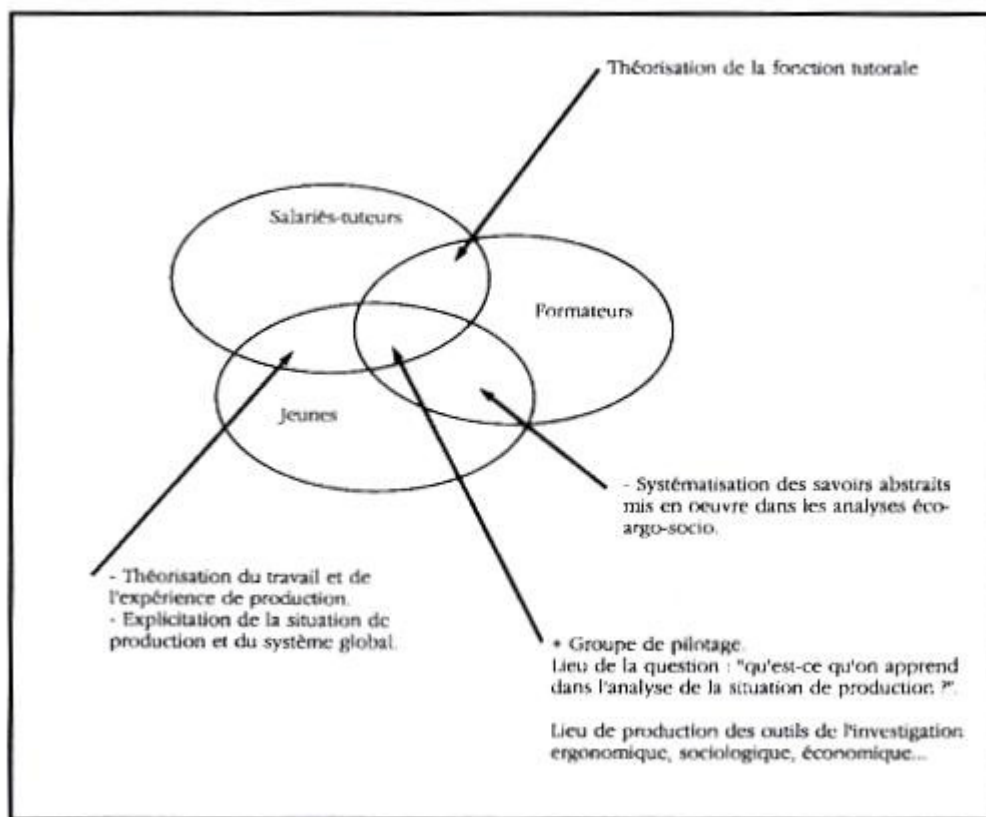 Théorisation de la fonction tutorale
Salariés-tuteurs
Formateurs
Jeunes
- Systématisation des savoirs abstraits
mis en oeuvre dans les analyses éco-
argo-socio.
- Théorisation du travail et de
l'expérience de production.
- Explicitation de la situation de
production et du système global.
• Groupe de pilotage.
Lieu de la question : "qu'est-ce qu'on apprend
dans l'analyse de la situation de production ?".
Lieu de production des outils de l'investigation
ergonomique, sociologique, économique...